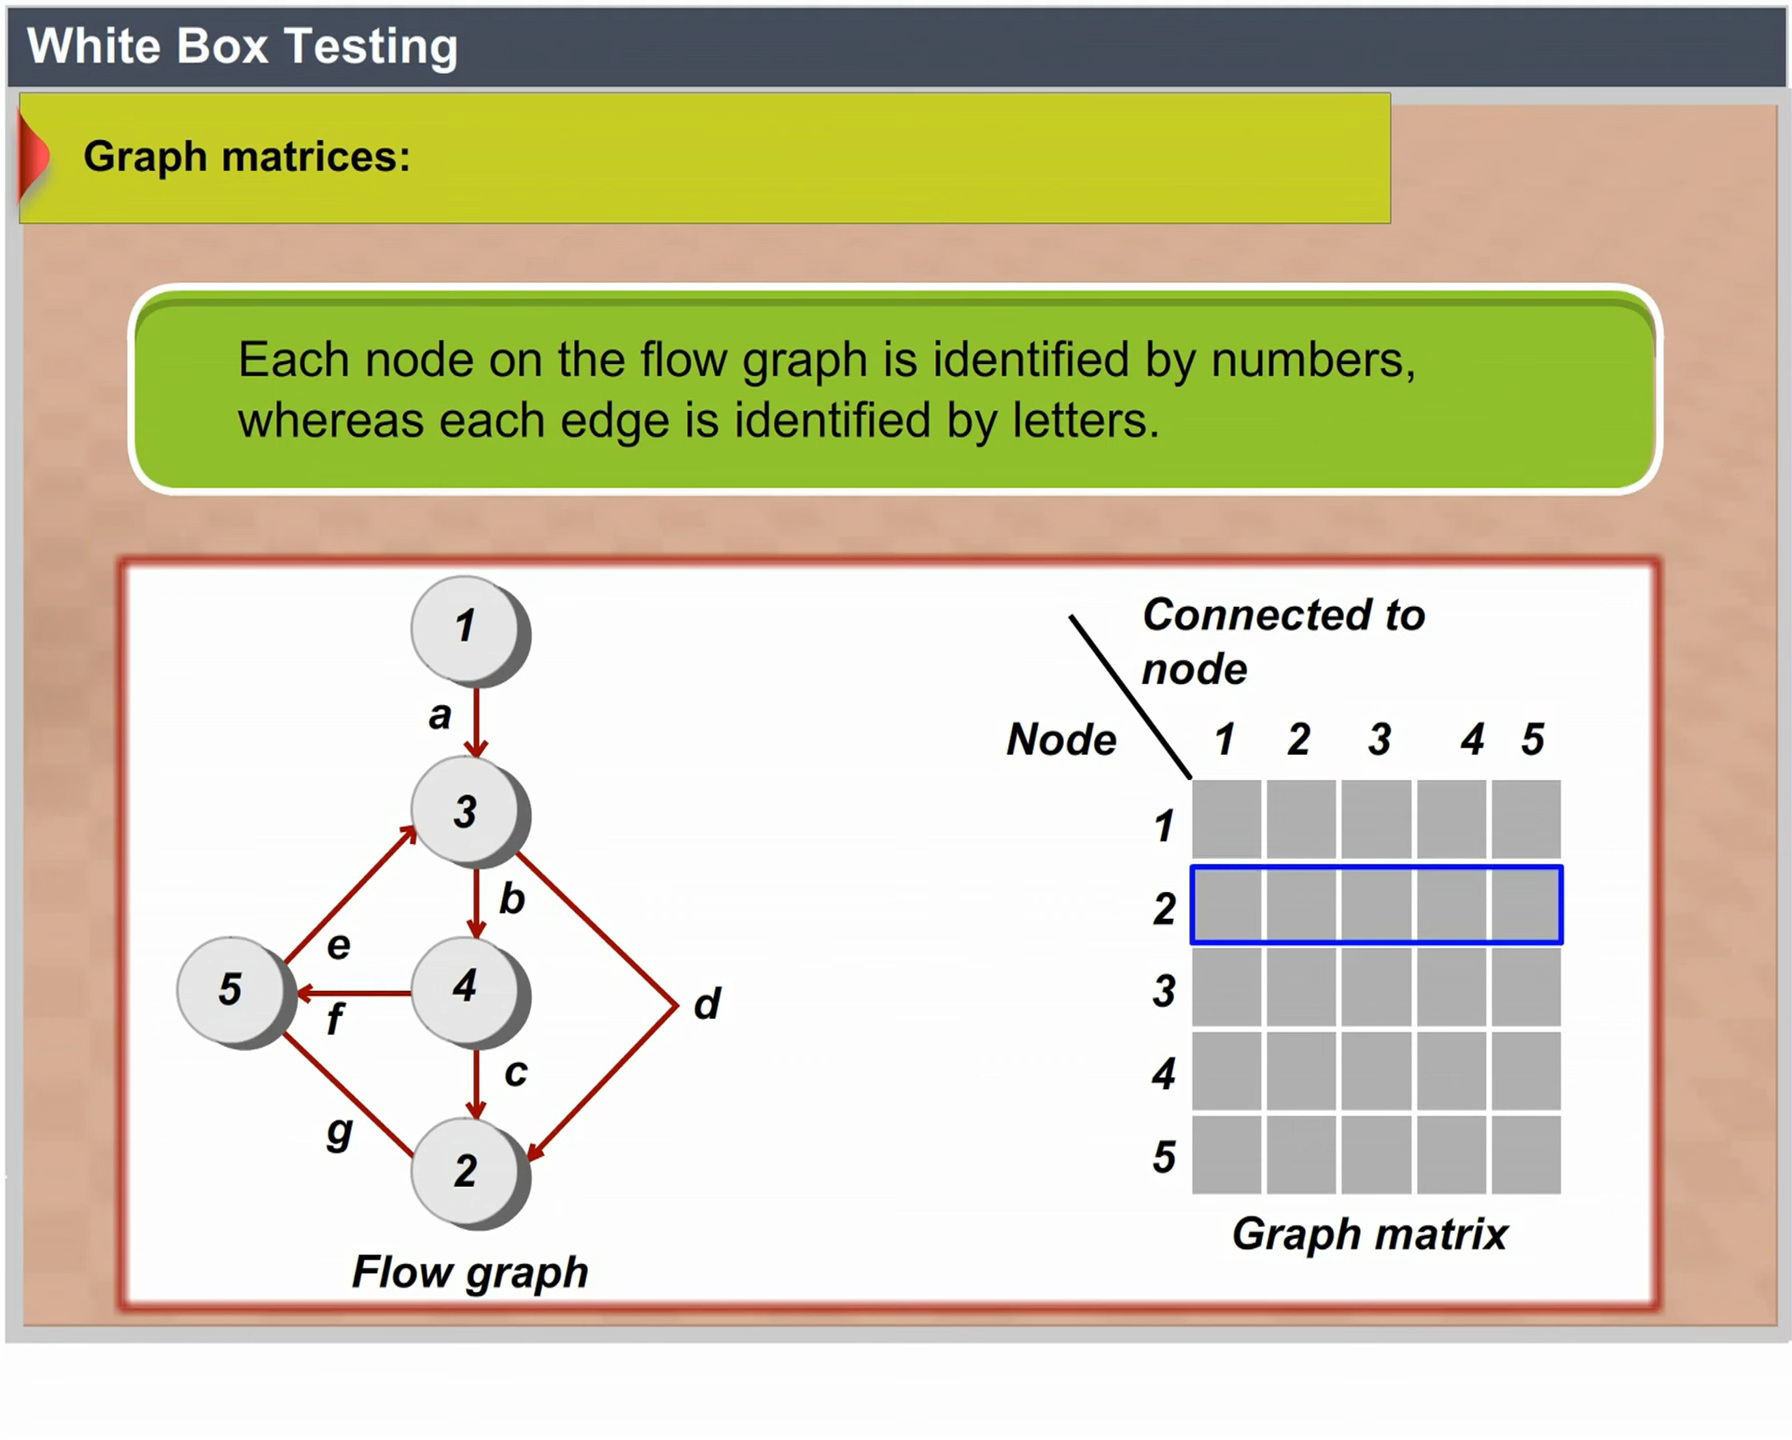 White Box Testing
Graph matrices:
Each node on the flow graph is identified by numbers,
whereas each edge is identified by letters.
1
a
3
b
e
5
4
f
d
c
g
2
Flow graph
Connected to
node
Node 1 2 3 4 5
1
2
3
4
5
Graph matrix